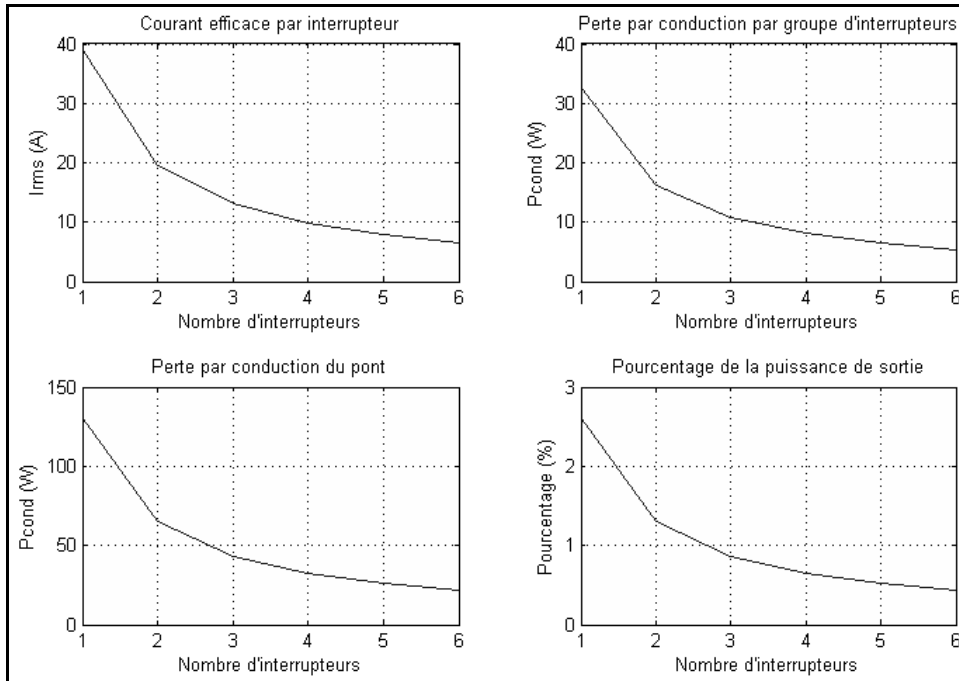 Courant efficace par interrupteur
40
30
20
10
0
Irms (A)
1 2 3 4 5 6
Nombre d'interrupteurs
Perte par conduction par groupe d'interrupteurs
40
30
20
10
0
Pcond (W)
1 2 3 4 5 6
Nombre d'interrupteurs
Perte par conduction du pont
150
100
50
0
Pcond (W)
1 2 3 4 5 6
Nombre d'interrupteurs
Pourcentage de la puissance de sortie
3
2
1
0
Pourcentage (%)
1 2 3 4 5 6
Nombre d'interrupteurs